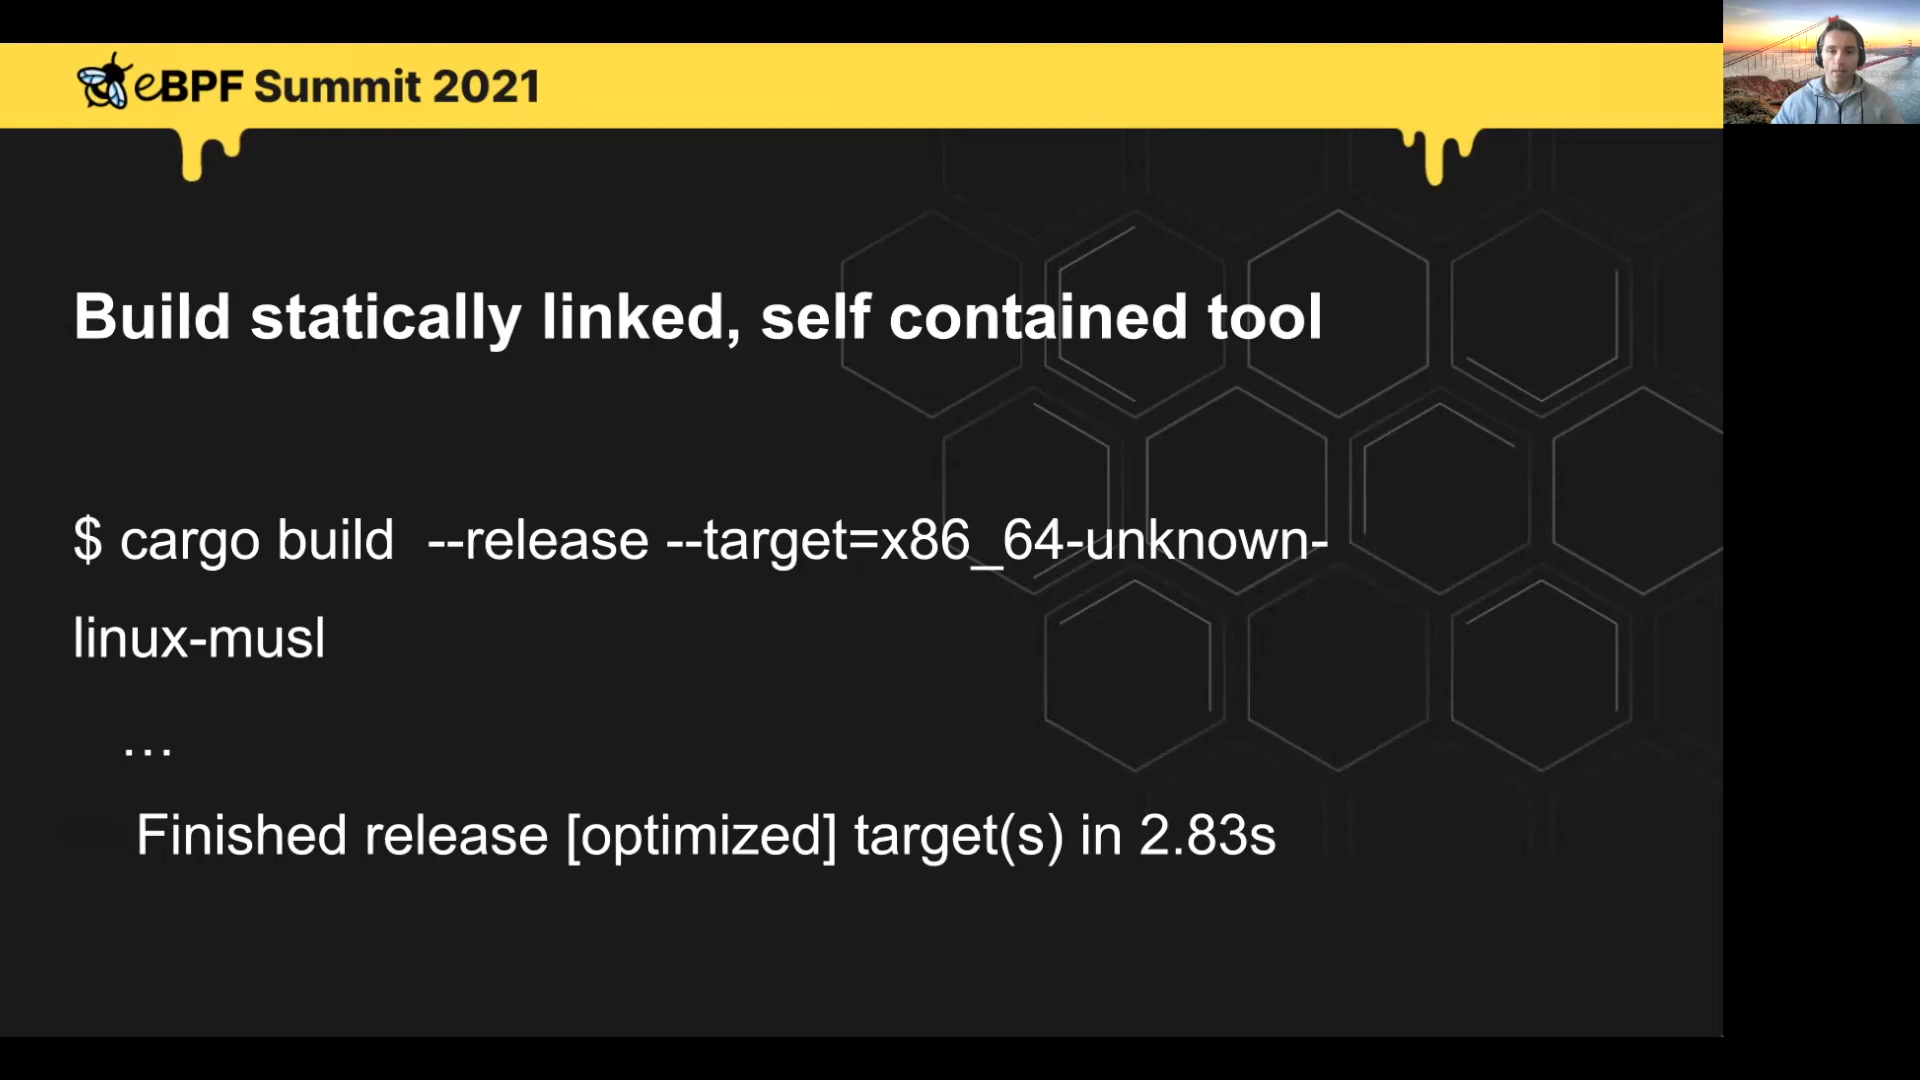 eBPF Summit 2021
Build statically linked, self contained tool
$ cargo build  --release --target=x86_64-unknown-
linux-musl
…
Finished release [optimized] target(s) in 2.83s